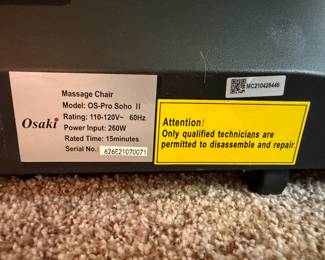 MC210428446
Massage Chair
Model: OS-Pro Soho II
Osaki
Rating: 110-120V~ 60Hz
Power Input: 260W
Rated Time: 15minutes
Serial No.: 626E21070071
Attention!
Only qualified technicians are
permitted to disassemble and repair.